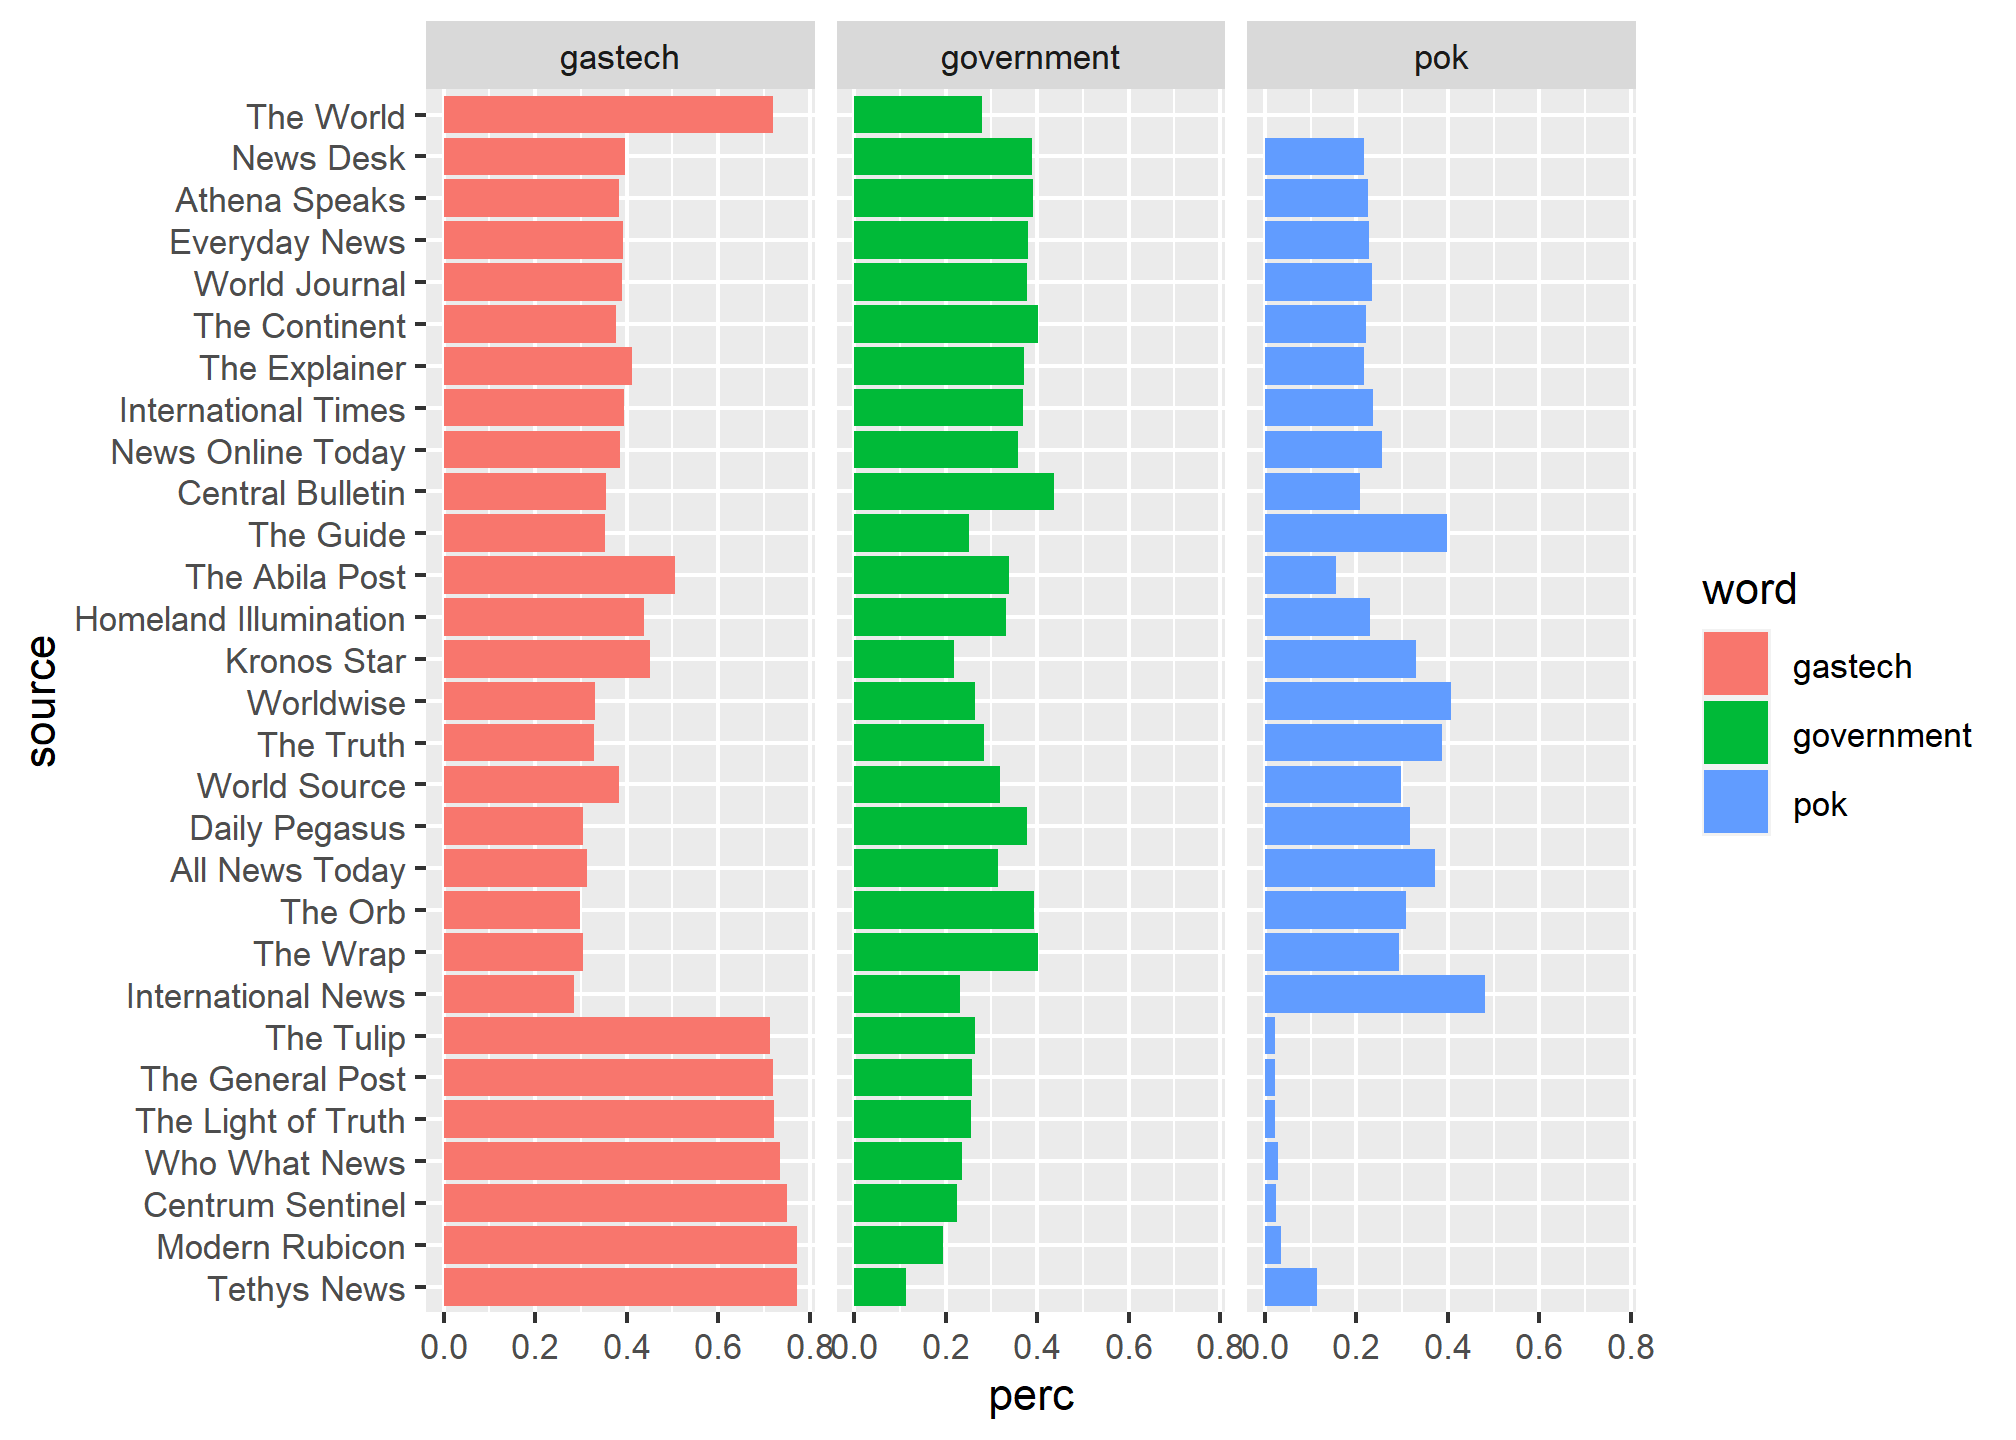 gastech government pok
The World
News Desk
Athena Speaks
Everyday News
World Journal
The Continent
The Explainer
International Times
News Online Today
Central Bulletin
The Guide
The Abila Post
Homeland Illumination
Kronos Star
Worldwise
The Truth
World Source
Daily Pegasus
All News Today
The Orb
The Wrap
International News
The Tulip
The General Post
The Light of Truth
Who What News
Centrum Sentinel
Modern Rubicon
Tethys News
source
0.0 0.2 0.4 0.6 0.8 0.0 0.2 0.4 0.6 0.8 0.0 0.2 0.4 0.6 0.8
perc
word
gastech
government
pok